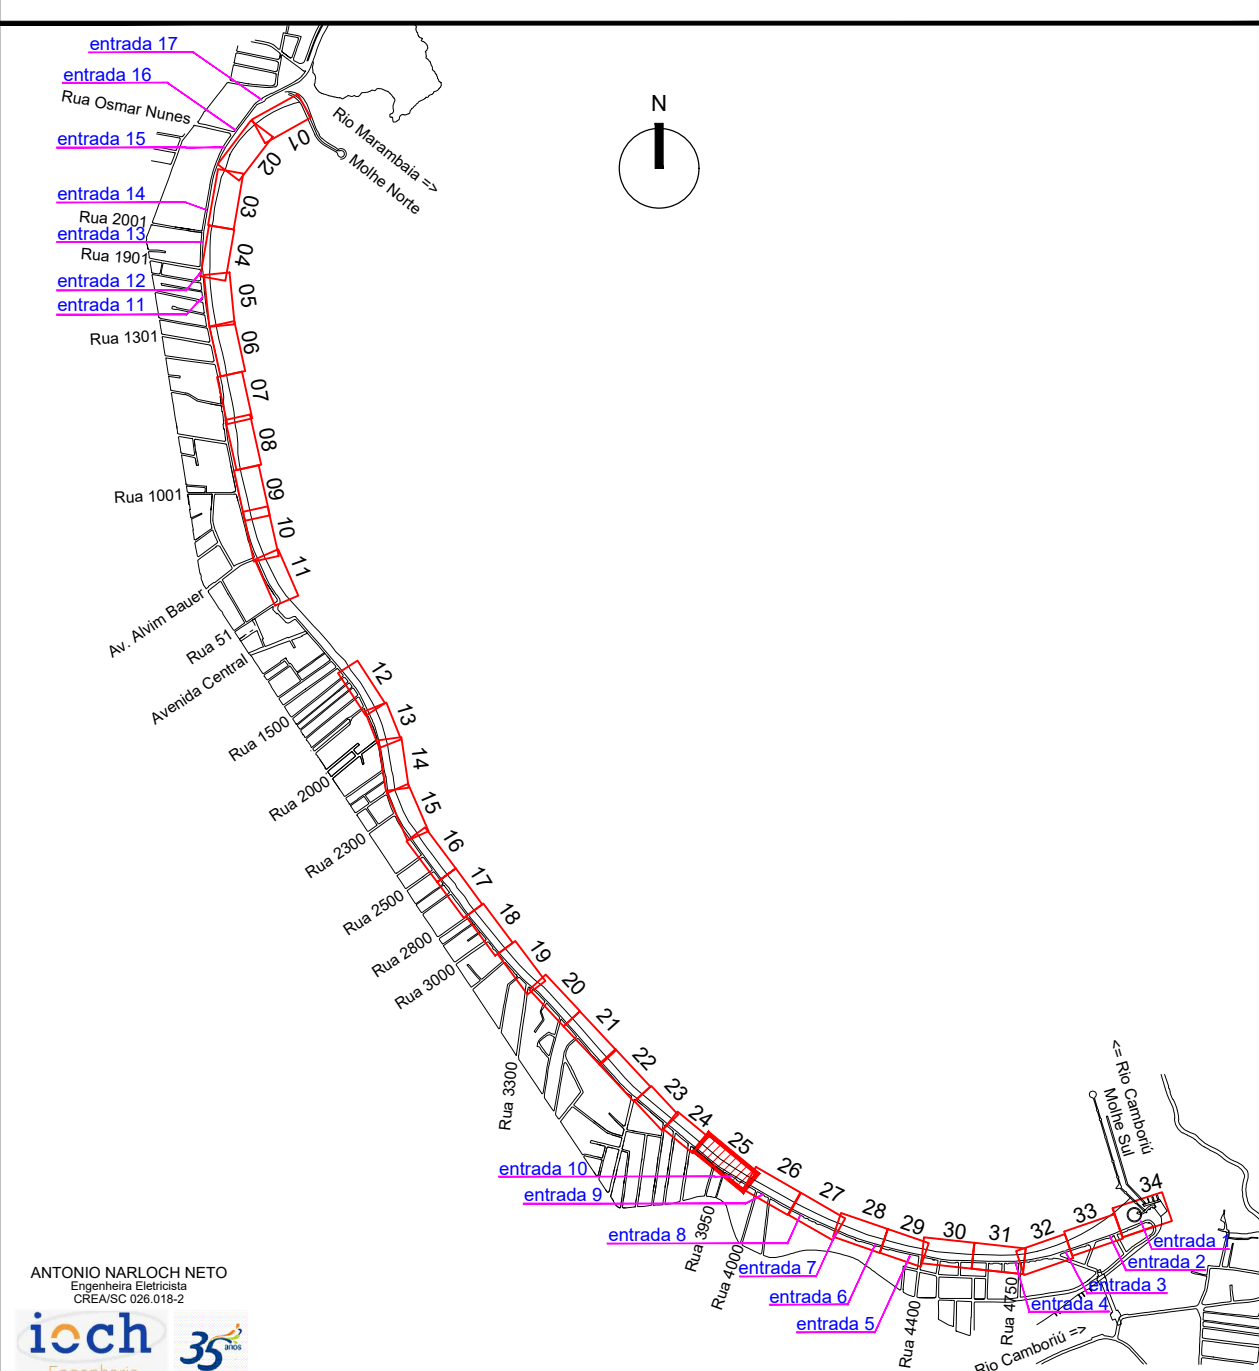 entrada 17
entrada 16
Rua Osmar Nunes
entrada 15
entrada 14
Rua 2001
entrada 13
Rua 1901
entrada 12
entrada 11
Rua 1301
Rua 1001
Av. Alvim Bauer
Rua 51
Avenida Central
Rua 1500
Rua 2000
Rua 2300
Rua 2500
Rua 2800
Rua 3000
Rua 3300
Rio Marambaia =>
Molhe Norte
N
01
02
03
04
05
06
07
08
09
10
11
12
13
14
15
16
17
18
19
20
21
22
23
24
25
26
27
28
29
30
31
32
33
34
<= Rio Camboriú
Molhe Sul
entrada 10
entrada 9
entrada 8
entrada 7
entrada 6
entrada 5
entrada 4
entrada 3
entrada 2
entrada 1
Rua 3950
Rua 4000
Rua 4400
Rua 4750
Rio Camboriú =>
ANTONIO NARLOCH NETO
Engenheira Eletricista
CREA/SC 026.018-2
ioch
Engenharia
35 anos